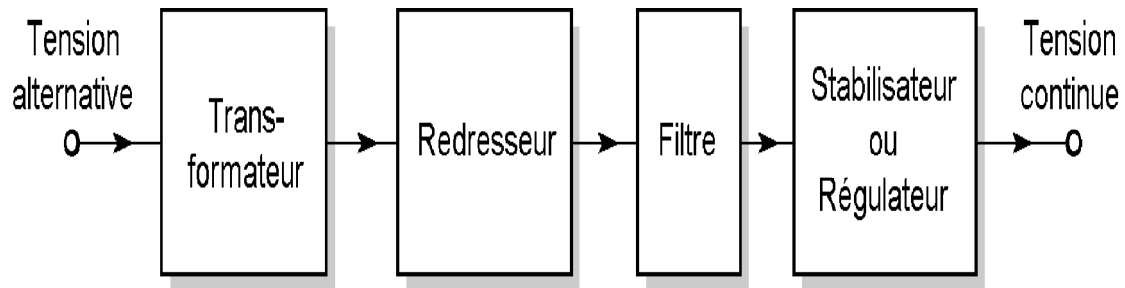 Tension
alternative
Trans-
formateur
Redresseur
Filtre
Stabilisateur
ou
Régulateur
Tension
continue